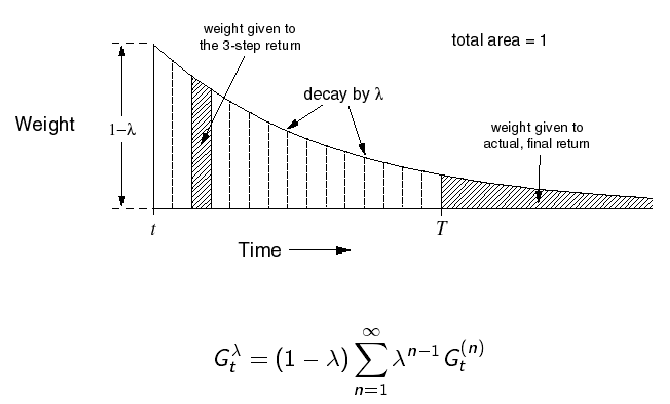 weight given to
the 3-step return
total area = 1
decay by λ
Weight
1−λ
weight given to
actual, final return
t
T
Time
G_t^λ = (1 − λ) ∑_{n=1}^{∞} λ^{n−1} G_t^{(n)}